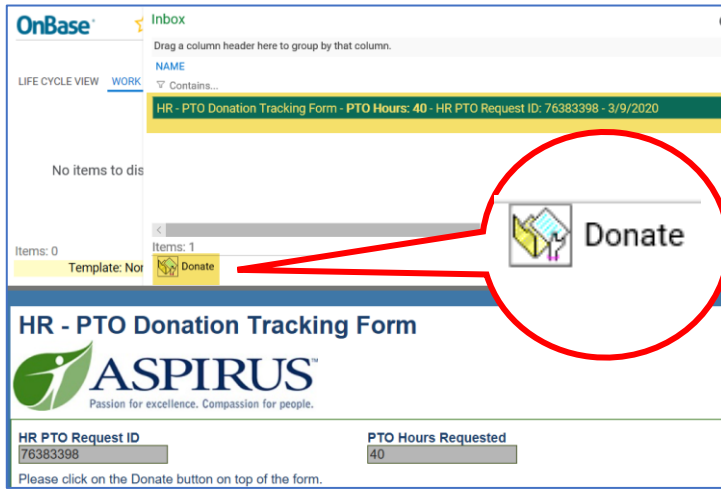 OnBase
Inbox
Drag a column header here to group by that column.
NAME
LIFE CYCLE VIEW WORK
Contains...
HR - PTO Donation Tracking Form - PTO Hours: 40 - HR PTO Request ID: 76383398 - 3/9/2020
No items to dis
Items: 0
Items: 1
Template: Nor
Donate
Donate
HR - PTO Donation Tracking Form
ASPIRUS™
Passion for excellence. Compassion for people.
HR PTO Request ID
PTO Hours Requested
76383398
40
Please click on the Donate button on top of the form.